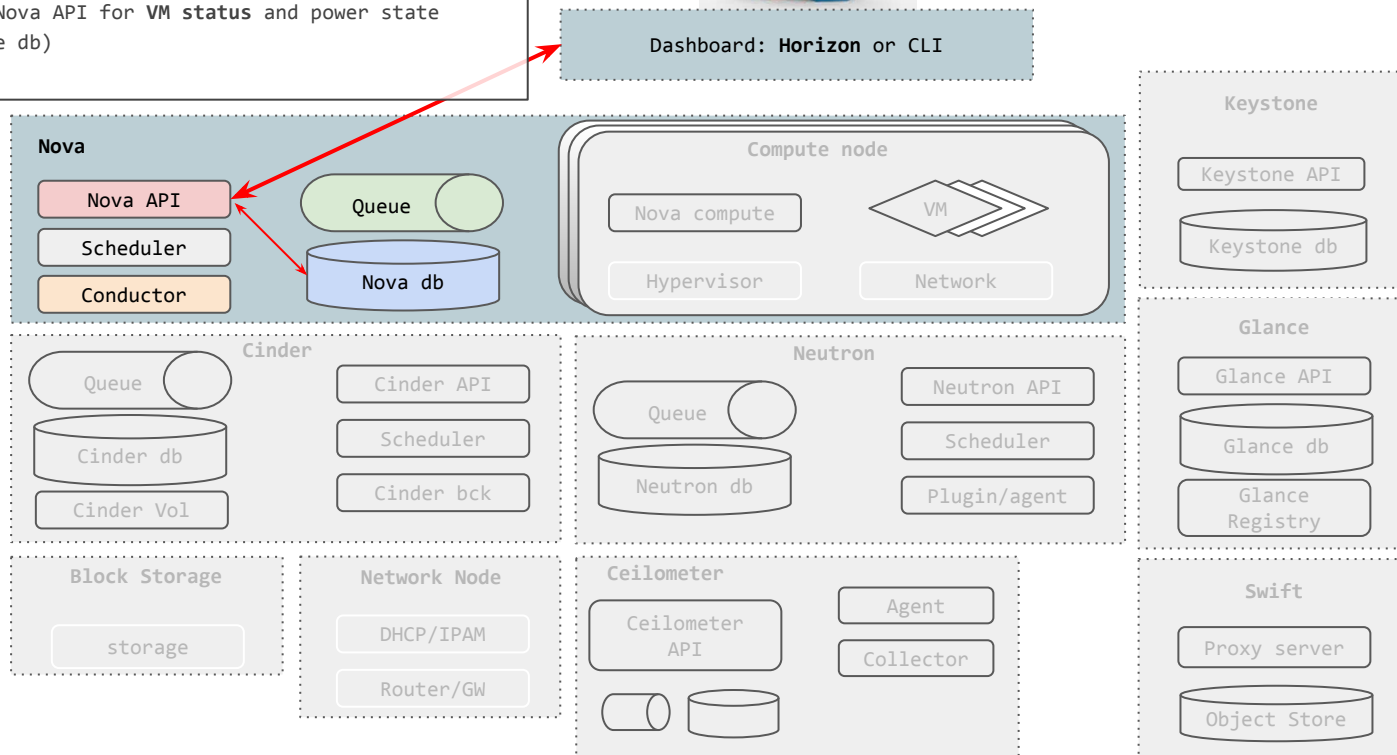 Nova API for VM status and power state
db)
Dashboard: Horizon or CLI
Nova
Nova API
Scheduler
Conductor
Queue
Nova db
Compute node
Nova compute
VM
Hypervisor
Network
Keystone
Keystone API
Keystone db
Cinder
Queue
Cinder db
Cinder Vol
Cinder API
Scheduler
Cinder bck
Neutron
Queue
Neutron db
Neutron API
Scheduler
Plugin/agent
Glance
Glance API
Glance db
Glance
Registry
Block Storage
storage
Network Node
DHCP/IPAM
Router/GW
Ceilometer
Ceilometer
API
Agent
Collector
Swift
Proxy server
Object Store